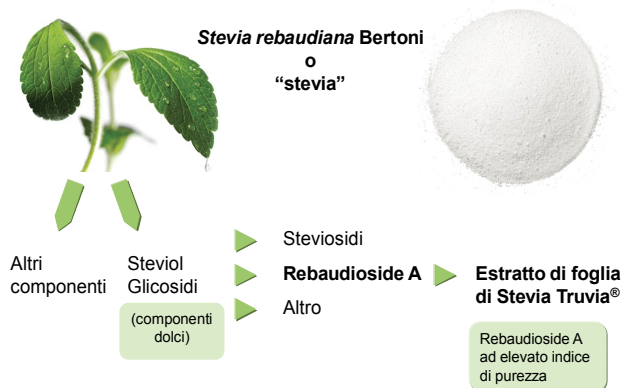 Stevia rebaudiana Bertoni
o
“stevia”
Altri
componenti
Steviol
Glicosidi
(componenti
dolci)
Steviosidi
Rebaudioside A
Altro
Estratto di foglia
di Stevia Truvia®
Rebaudioside A
ad elevato indice
di purezza